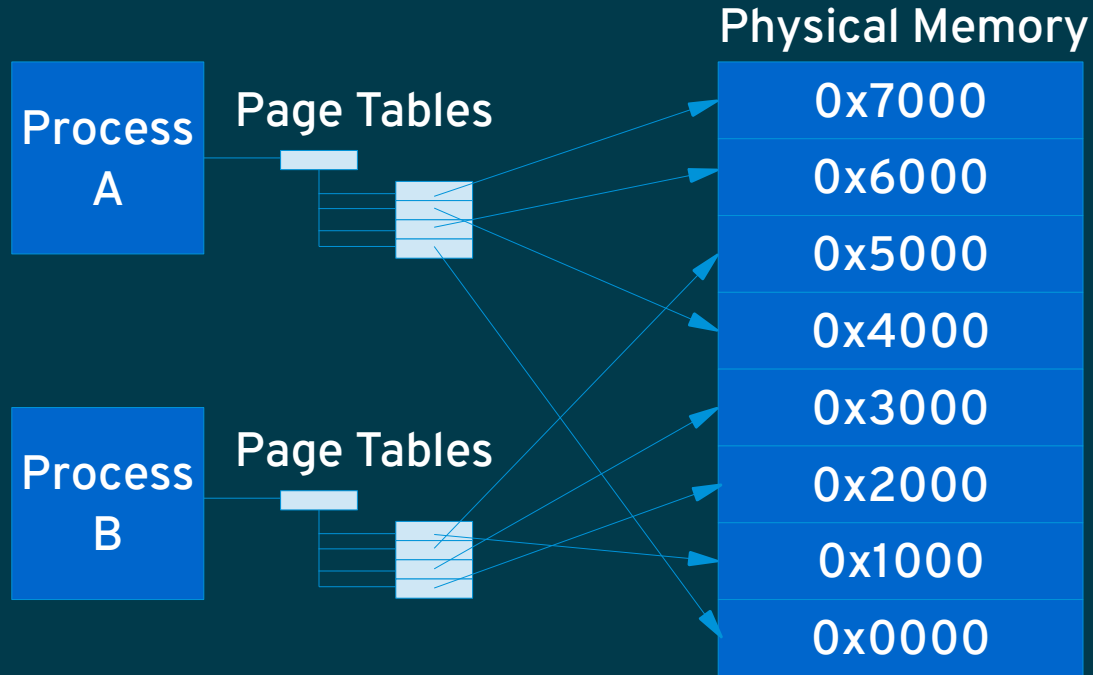 Physical Memory
Process
A
Page Tables
Process
B
Page Tables
0x7000
0x6000
0x5000
0x4000
0x3000
0x2000
0x1000
0x0000